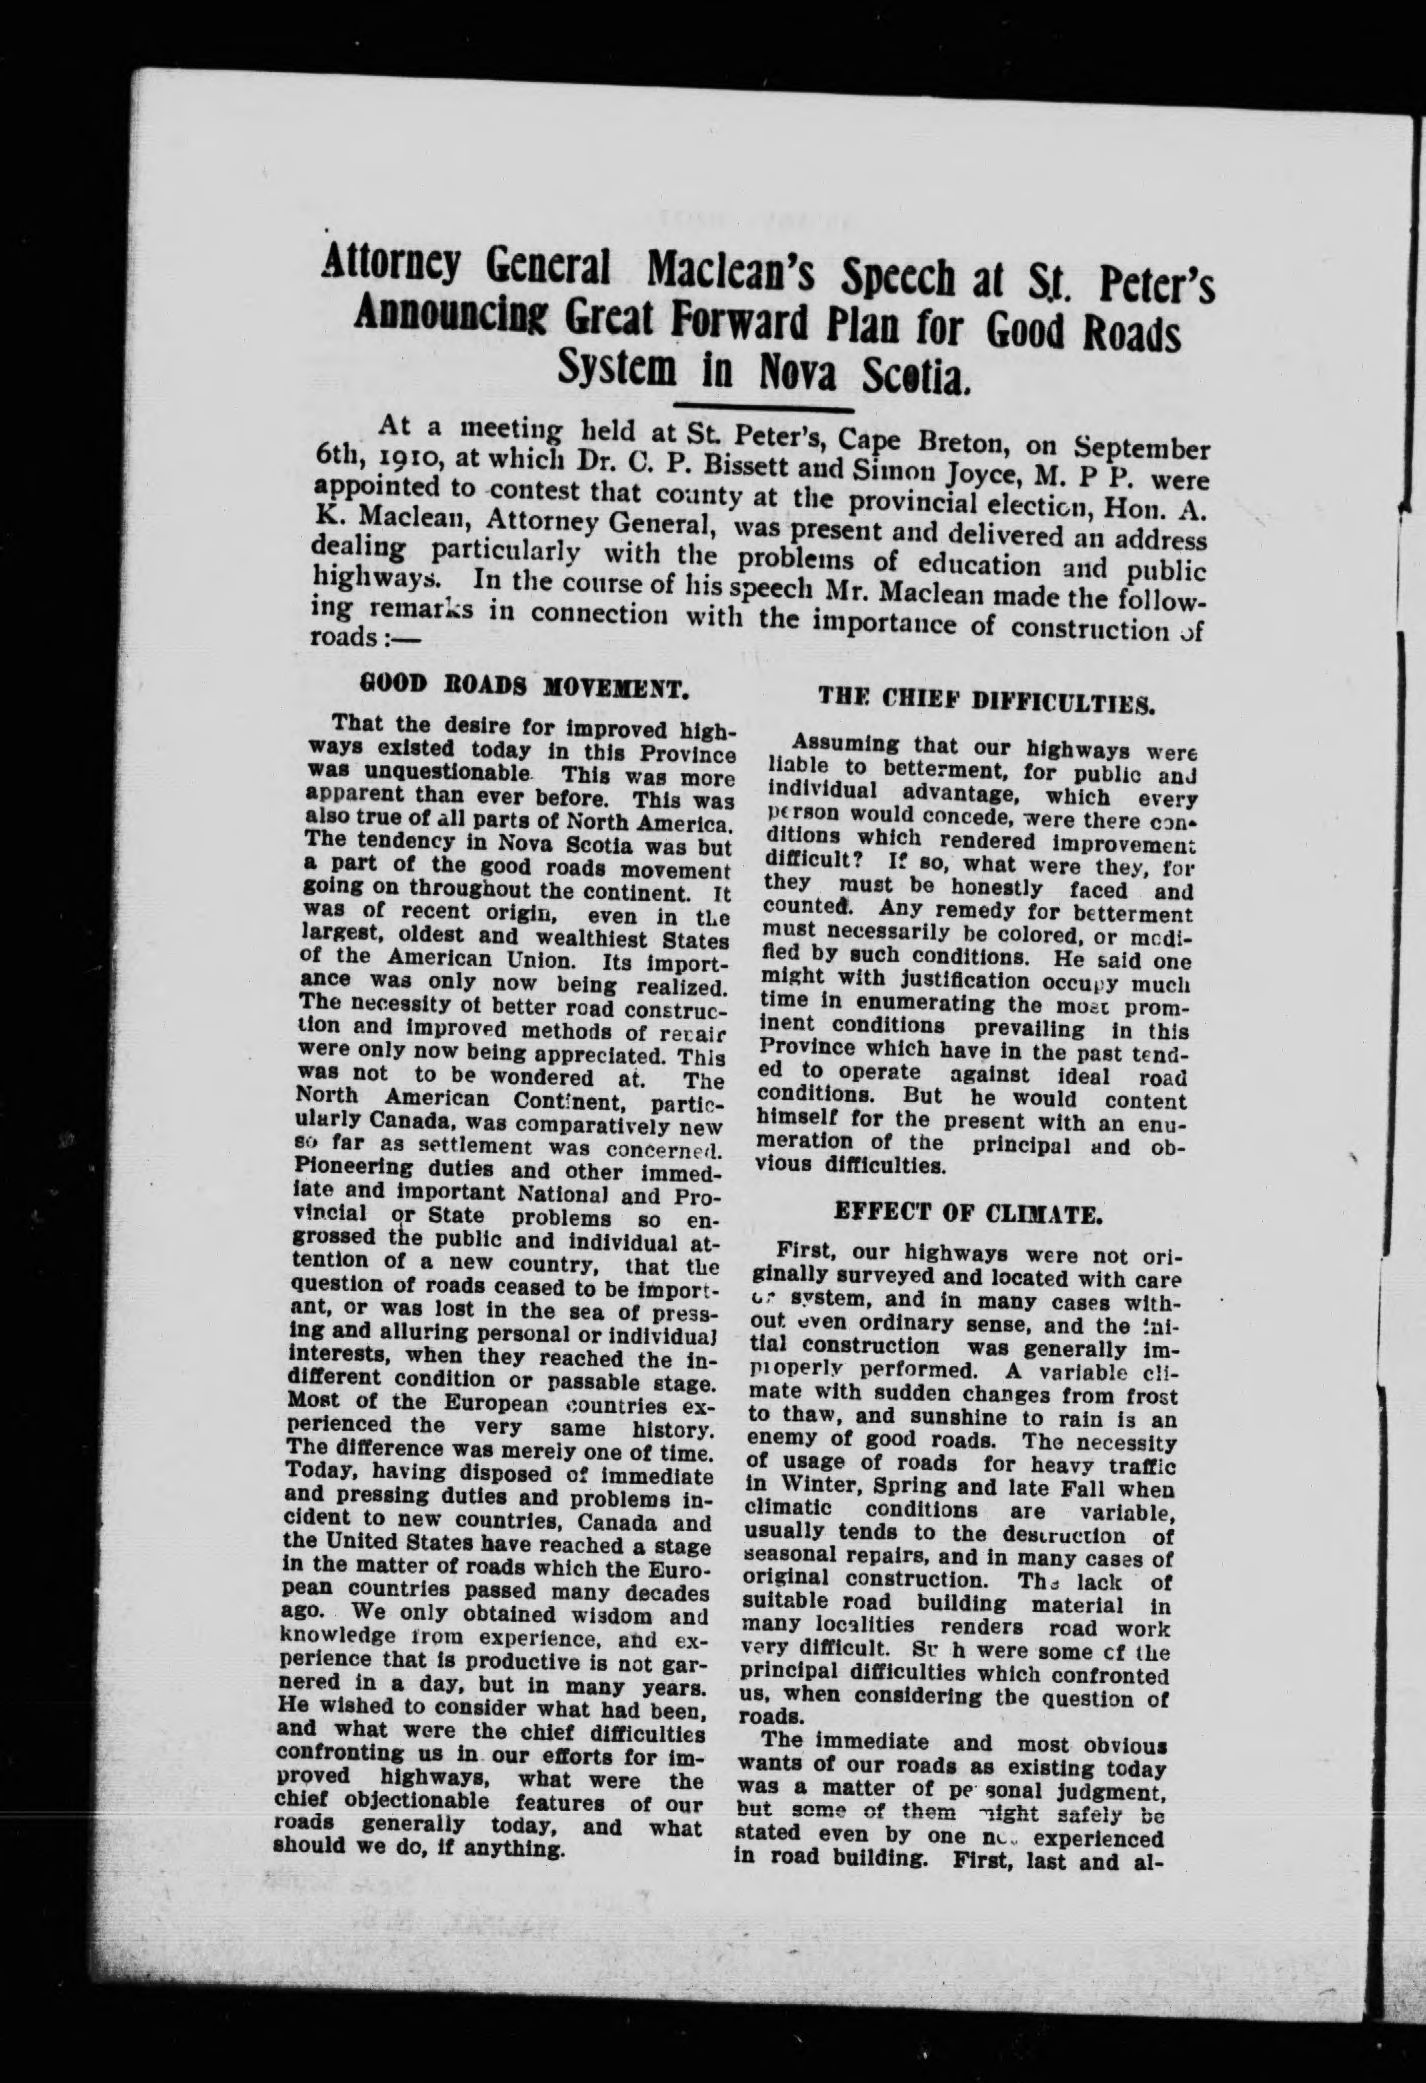 Attorney General Maclean's Speech at St. Peter's
Announcing Great Forward Plan for Good Roads
System in Nova Scotia.
At a meeting held at St. Peter's, Cape Breton, on September
6th, 1910, at which Dr. C. P. Bissett and Simon Joyce, M. P P. were
appointed to contest that county at the provincial election, Hon. A.
K. Maclean, Attorney General, was present and delivered an address
dealing particularly with the problems of education and public
highways. In the course of his speech Mr. Maclean made the follow-
ing remarks in connection with the importance of construction of
roads :—
GOOD ROADS MOVEMENT.
That the desire for improved high-
ways existed today in this Province
was unquestionable. This was more
apparent than ever before. This was
also true of all parts of North America.
The tendency in Nova Scotia was but
a part of the good roads movement
going on throughout the continent. It
was of recent origin, even in the
largest, oldest and wealthiest States
of the American Union. Its import-
ance was only now being realized.
The necessity of better road construc-
tion and improved methods of repair
were only now being appreciated. This
was not to be wondered at. The
North American Continent, partic-
ularly Canada, was comparatively new
so far as settlement was concerned.
Pioneering duties and other immed-
iate and important National and Pro-
vincial or State problems so en-
grossed the public and individual at-
tention of a new country, that the
question of roads ceased to be import-
ant, or was lost in the sea of press-
ing and alluring personal or individual
interests, when they reached the in-
different condition or passable stage.
Most of the European countries ex-
perienced the very same history.
The difference was merely one of time.
Today, having disposed of immediate
and pressing duties and problems in-
cident to new countries, Canada and
the United States have reached a stage
in the matter of roads which the Euro-
pean countries passed many decades
ago. We only obtained wisdom and
knowledge from experience, and ex-
perience that is productive is not gar-
nered in a day, but in many years.
He wished to consider what had been,
and what were the chief difficulties
confronting us in our efforts for im-
proved highways, what were the
chief objectionable features of our
roads generally today, and what
should we do, if anything.
THE CHIEF DIFFICULTIES.
Assuming that our highways were
liable to betterment, for public and
individual advantage, which every
person would concede, were there con-
ditions which rendered improvement
difficult? If so, what were they, for
they must be honestly faced and
counted. Any remedy for betterment
must necessarily be colored, or modi-
fied by such conditions. He said one
might with justification occupy much
time in enumerating the most prom-
inent conditions prevailing in this
Province which have in the past tend-
ed to operate against ideal road
conditions. But he would content
himself for the present with an enu-
meration of the principal and ob-
vious difficulties.
EFFECT OF CLIMATE.
First, our highways were not ori-
ginally surveyed and located with care
or system, and in many cases with-
out even ordinary sense, and the ini-
tial construction was generally im-
properly performed. A variable cli-
mate with sudden changes from frost
to thaw, and sunshine to rain is an
enemy of good roads. The necessity
of usage of roads for heavy traffic
in Winter, Spring and late Fall when
climatic conditions are variable,
usually tends to the destruction of
seasonal repairs, and in many cases of
original construction. The lack of
suitable road building material in
many localities renders road work
very difficult. Such were some of the
principal difficulties which confronted
us, when considering the question of
roads.
The immediate and most obvious
wants of our roads as existing today
was a matter of personal judgment,
but some of them might safely be
stated even by one not experienced
in road building. First, last and al-